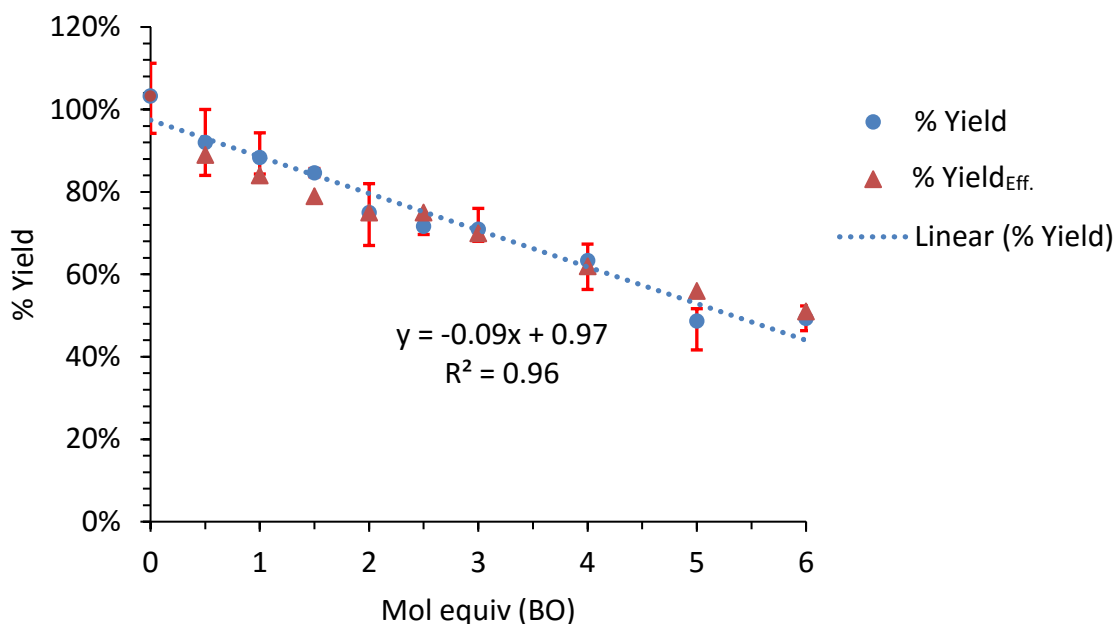 120%
100%
80%
60%
40%
20%
0%
% Yield
0 1 2 3 4 5 6
Mol equiv (BO)
y = -0.09x + 0.97
R² = 0.96
% Yield
% YieldEff.
Linear (% Yield)